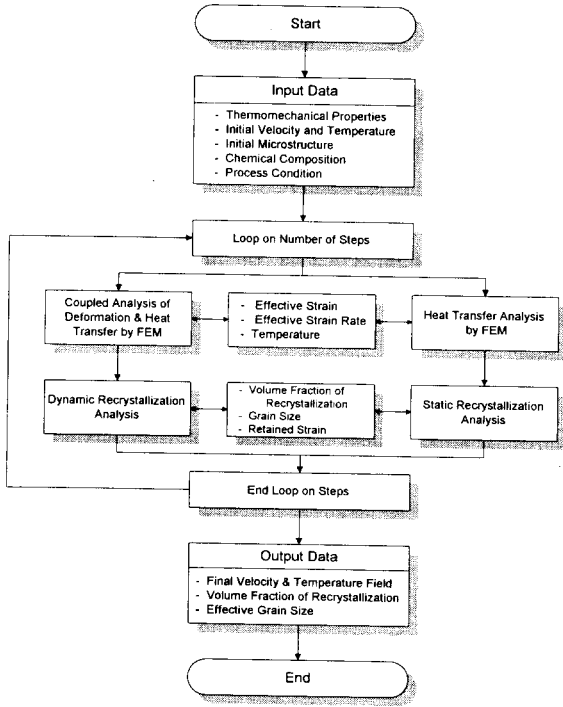 Start
Input Data
- Thermomechanical Properties
- Initial Velocity and Temperature
- Initial Microstructure
- Chemical Composition
- Process Condition
Loop on Number of Steps
Coupled Analysis of
Deformation & Heat
Transfer by FEM
- Effective Strain
- Effective Strain Rate
- Temperature
Heat Transfer Analysis
by FEM
Dynamic Recrystallization
Analysis
- Volume Fraction of
Recrystallization
- Grain Size
- Retained Strain
Static Recrystallization
Analysis
End Loop on Steps
Output Data
- Final Velocity & Temperature Field
- Volume Fraction of Recrystallization
- Effective Grain Size
End